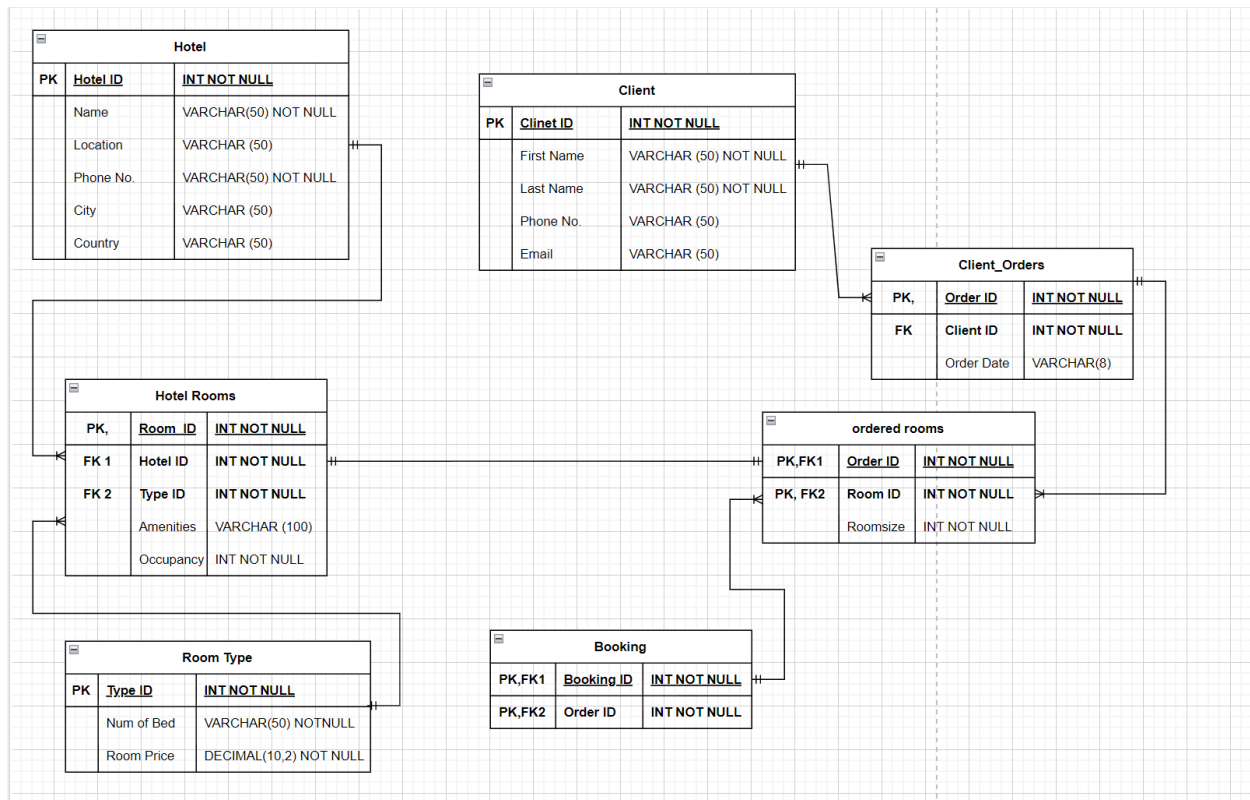 Hotel
PK Hotel ID INT NOT NULL
Name VARCHAR(50) NOT NULL
Location VARCHAR (50)
Phone No. VARCHAR(50) NOT NULL
City VARCHAR (50)
Country VARCHAR (50)
Client
PK Clinet ID INT NOT NULL
First Name VARCHAR (50) NOT NULL
Last Name VARCHAR (50) NOT NULL
Phone No. VARCHAR (50)
Email VARCHAR (50)
Client_Orders
PK, Order ID INT NOT NULL
FK Client ID INT NOT NULL
Order Date VARCHAR(8)
Hotel Rooms
PK, Room_ID INT NOT NULL
FK 1 Hotel ID INT NOT NULL
FK 2 Type ID INT NOT NULL
Amenities VARCHAR (100)
Occupancy INT NOT NULL
ordered rooms
PK,FK1 Order ID INT NOT NULL
PK, FK2 Room ID INT NOT NULL
Roomsize INT NOT NULL
Room Type
PK Type ID INT NOT NULL
Num of Bed VARCHAR(50) NOTNULL
Room Price DECIMAL(10,2) NOT NULL
Booking
PK,FK1 Booking ID INT NOT NULL
PK,FK2 Order ID INT NOT NULL